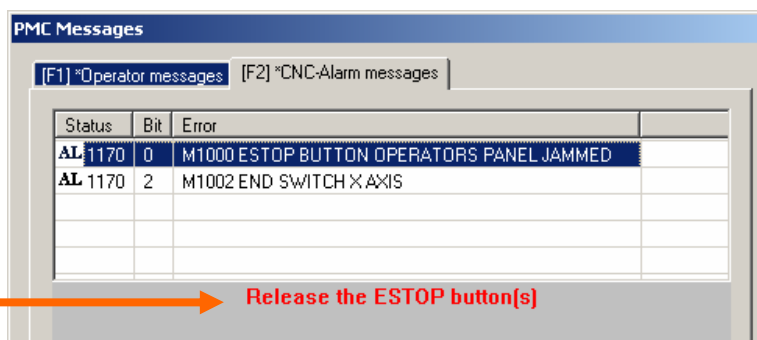 PMC Messages
[F1] *Operator messages [F2] *CNC-Alarm messages
Status Bit Error
AL 1170 0 M1000 ESTOP BUTTON OPERATORS PANEL JAMMED
AL 1170 2 M1002 END SWITCH X AXIS
Release the ESTOP button(s)